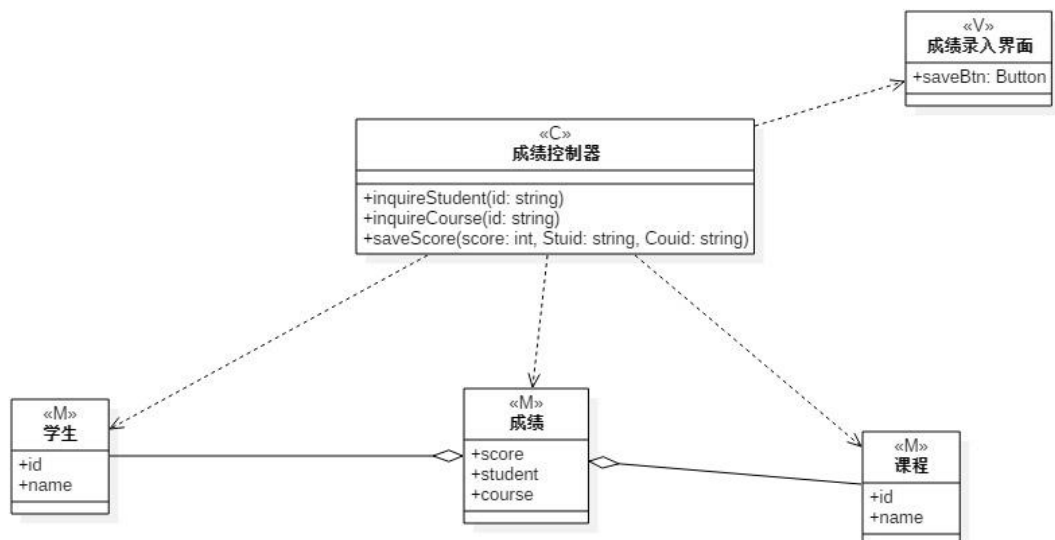 «V»
成绩录入界面
+saveBtn: Button
«C»
成绩控制器
+inquireStudent(id: string)
+inquireCourse(id: string)
+saveScore(score: int, Stuid: string, Couid: string)
«M»
学生
+id
+name
«M»
成绩
+score
+student
+course
«M»
课程
+id
+name